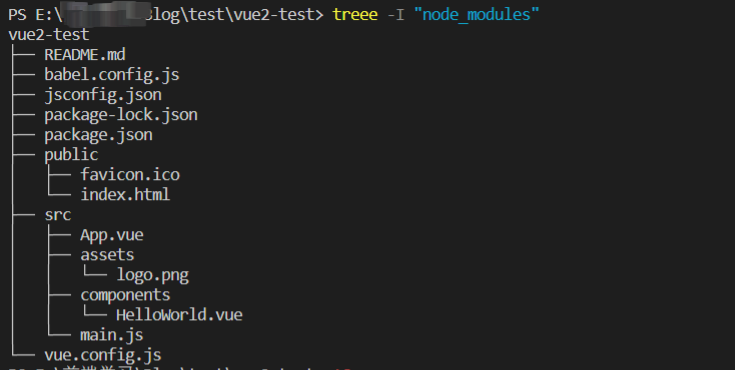 PS E:\ Blog\test\vue2-test> treee -I "node_modules"
vue2-test
├── README.md
├── babel.config.js
├── jsconfig.json
├── package-lock.json
├── package.json
├── public
│   ├── favicon.ico
│   └── index.html
├── src
│   ├── App.vue
│   ├── assets
│   │   └── logo.png
│   ├── components
│   │   └── HelloWorld.vue
│   └── main.js
└── vue.config.js